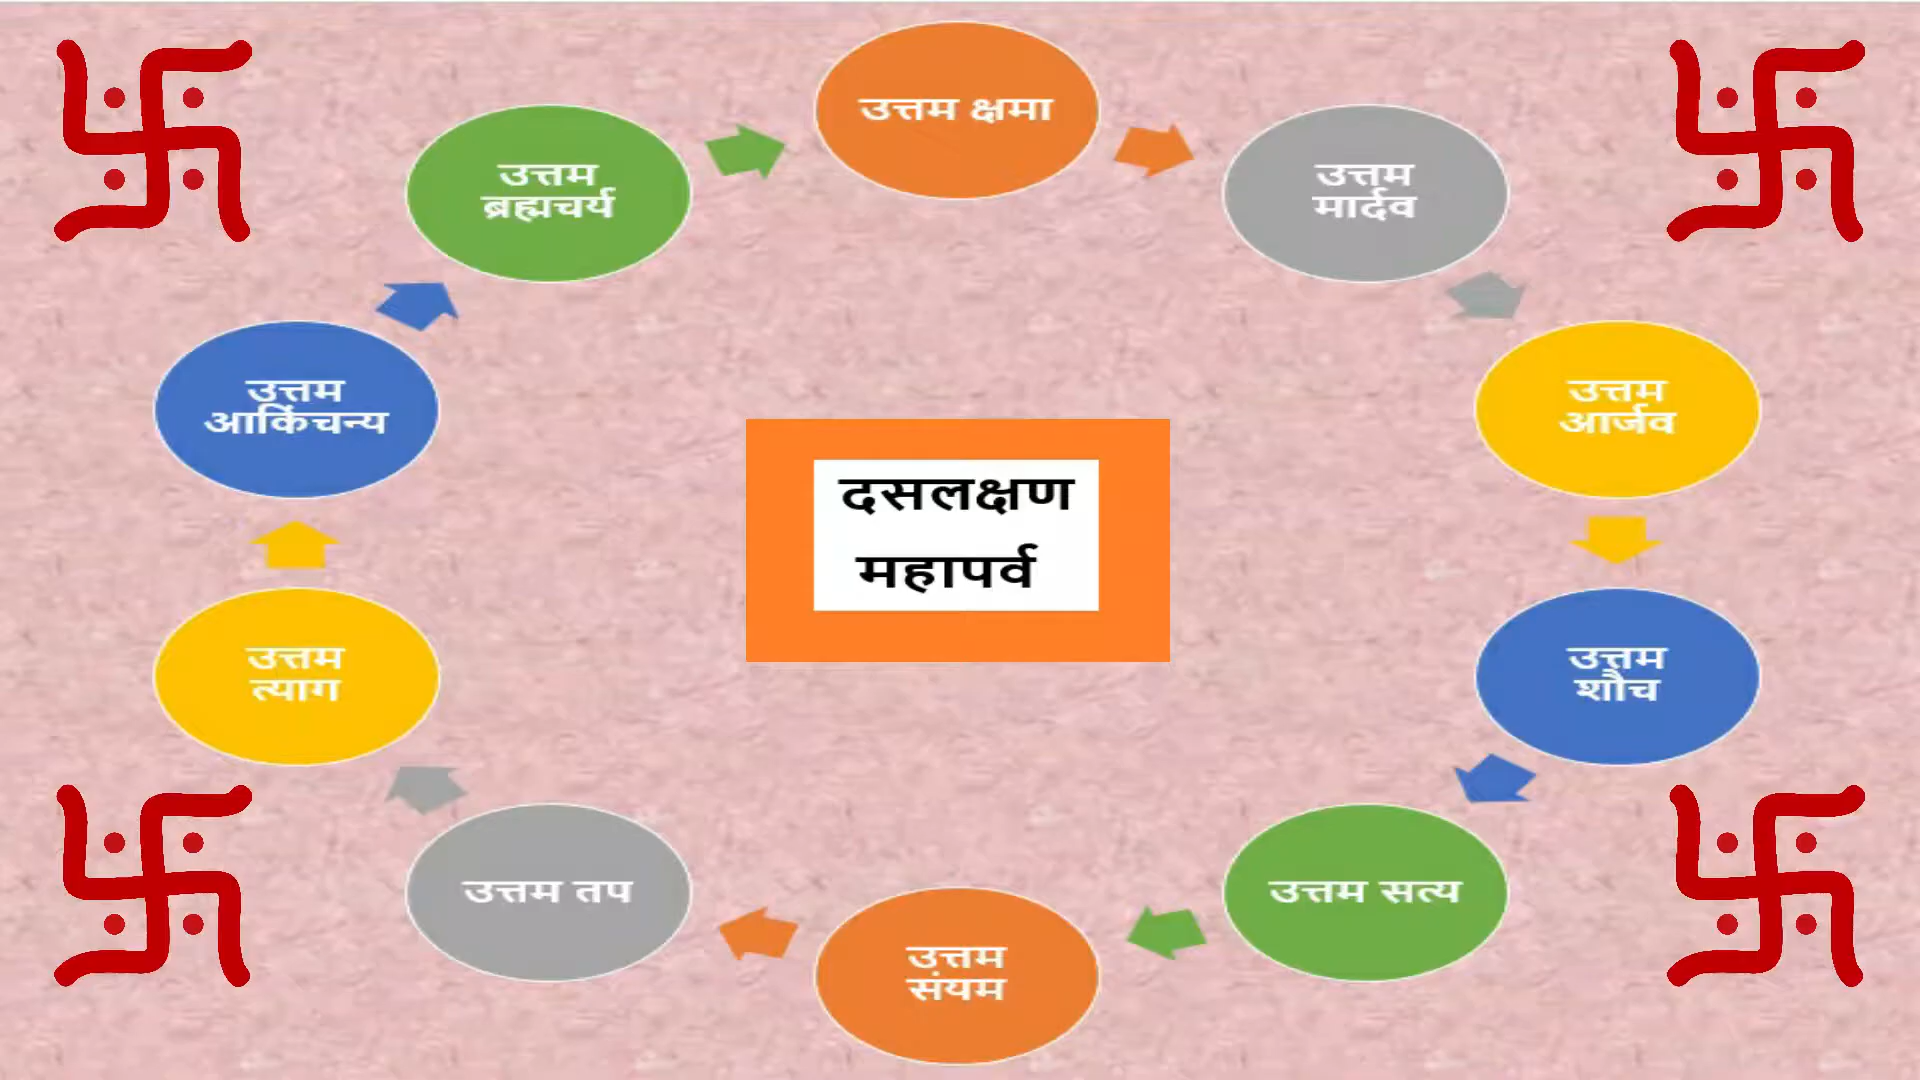 उत्तम क्षमा
उत्तम
मार्दव
उत्तम
आर्जव
उत्तम
शौच
उत्तम सत्य
उत्तम
संयम
उत्तम तप
उत्तम
त्याग
उत्तम
आकिंचन्य
उत्तम
ब्रह्मचर्य
दसलक्षण
महापर्व